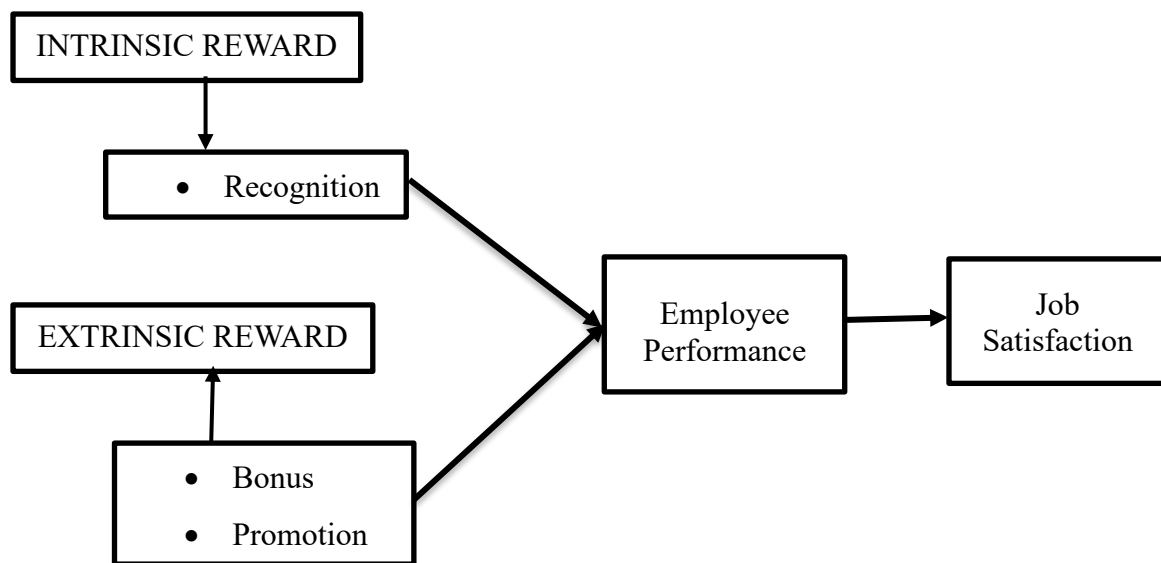 INTRINSIC REWARD
• Recognition
EXTRINSIC REWARD
• Bonus
• Promotion
Employee
Performance
Job
Satisfaction